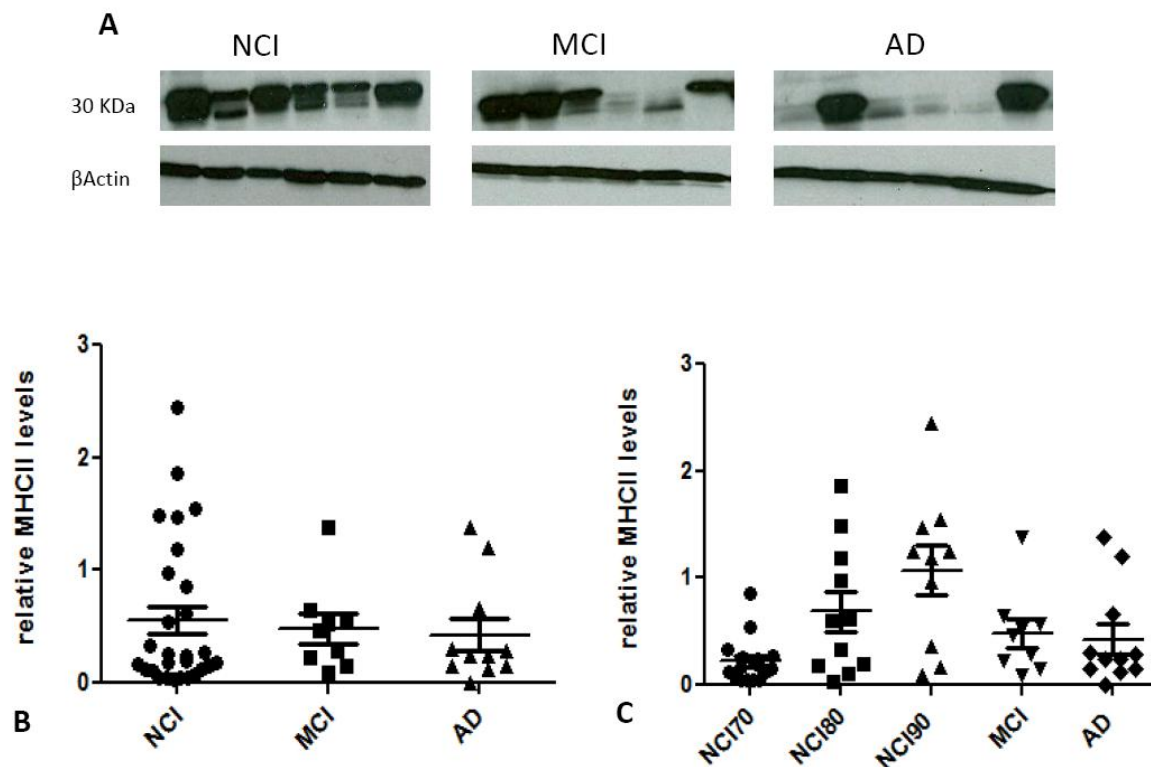 A
NCI
MCI
AD
30 KDa
βActin
relative MHCII levels
3
2
1
0
NCI
MCI
AD
B
relative MHCII levels
3
2
1
0
NCI70
NCI80
NCI90
MCI
AD
C